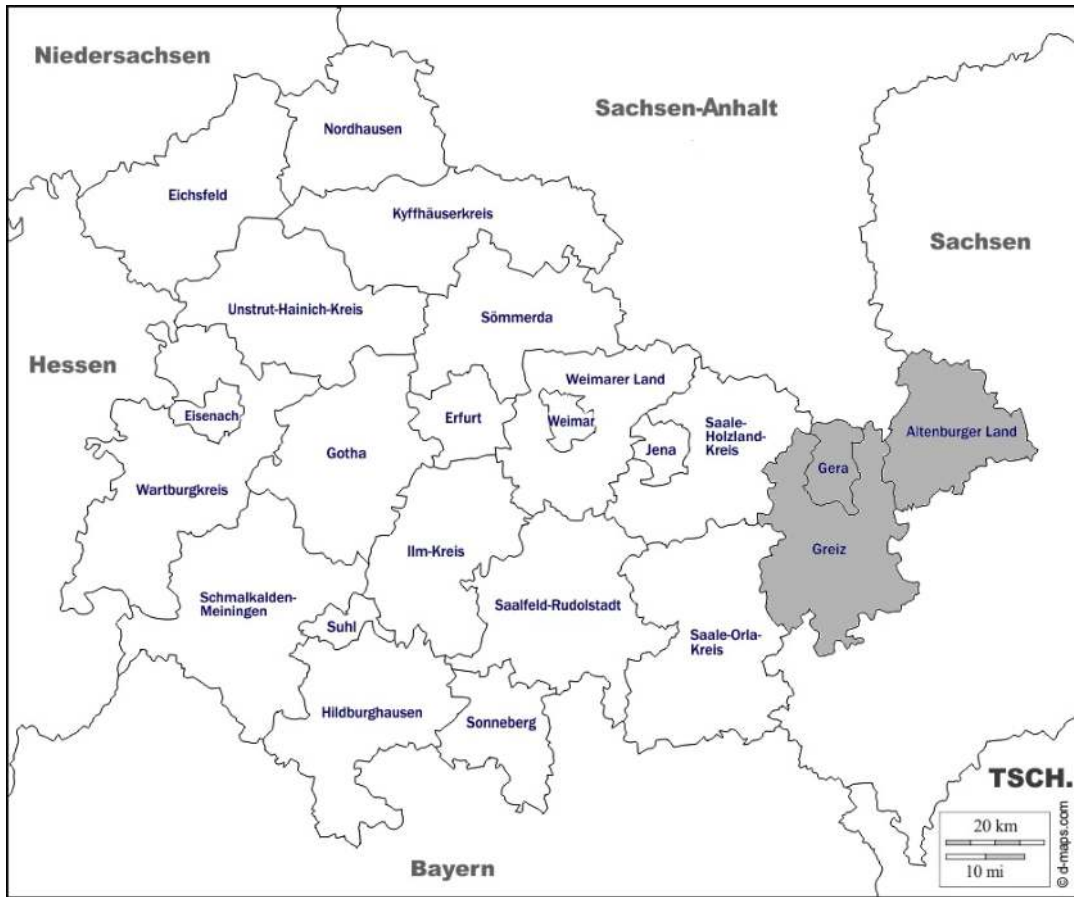 Niedersachsen
Sachsen-Anhalt
Nordhausen
Eichsfeld
Kyffhäuserkreis
Sachsen
Unstrut-Hainich-Kreis
Sömmerda
Hessen
Weimarer Land
Eisenach
Erfurt
Weimar
Saale-
Holzland-
Kreis
Altenburger Land
Gotha
Jena
Gera
Wartburgkreis
Ilm-Kreis
Greiz
Schmalkalden-
Meiningen
Saalfeld-Rudolstadt
Suhl
Saale-Orla-
Kreis
Hildburghausen
Sonneberg
TSCH.
Bayern
20 km
10 mi
© d-maps.com